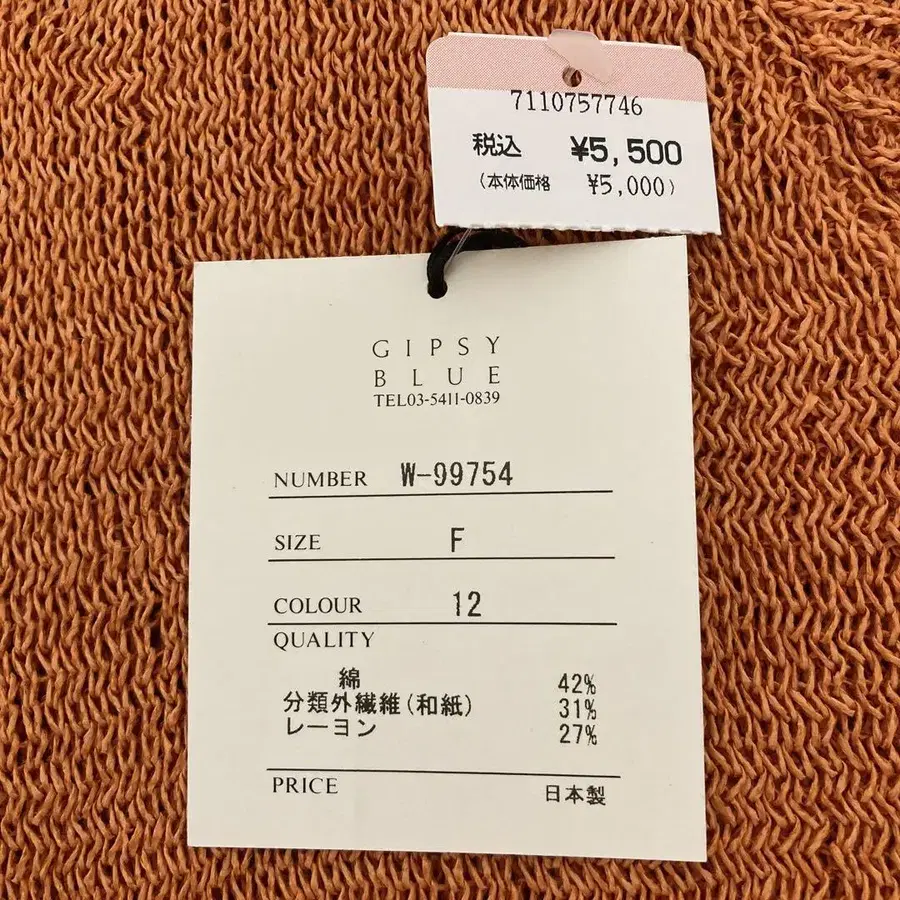 7110757746
税込 ¥5,500
(本体価格 ¥5,000)
GIPSY
BLUE
TEL03-5411-0839
NUMBER W-99754
SIZE F
COLOUR 12
QUALITY
綿 42%
分類外繊維(和紙) 31%
レーヨン 27%
PRICE 日本製